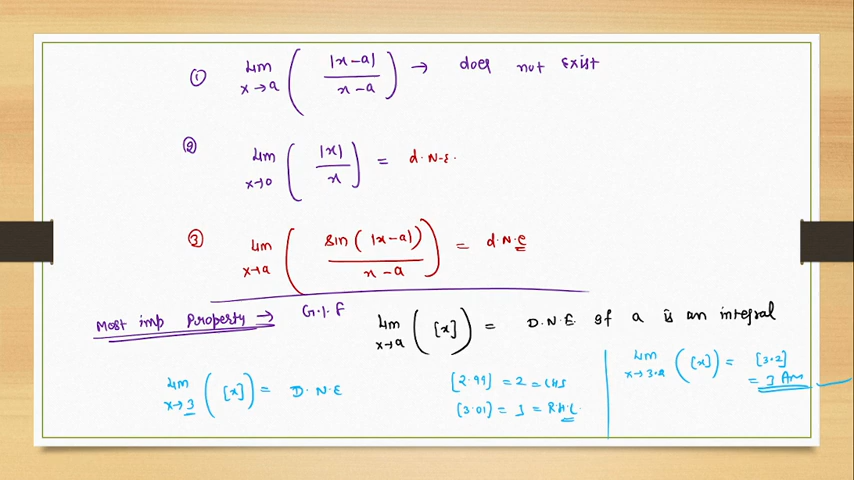 ① lim x→a ( |x-a| / x-a ) → does not exist
② lim x→0 ( |x| / x ) = d.N.E.
③ lim x→a ( sin ( |x-a| ) / x-a ) = d.N.E
Most imp Property → G.I.F
lim x→a ( [x] ) = D.N.E if a is an integral
lim x→3 ( [x] ) = D.N.E
[2.99] = 2 = LHS
[3.01] = 3 = R.H.L.
lim x→3.2 ( [x] ) = [3.2]
= 3 Ans